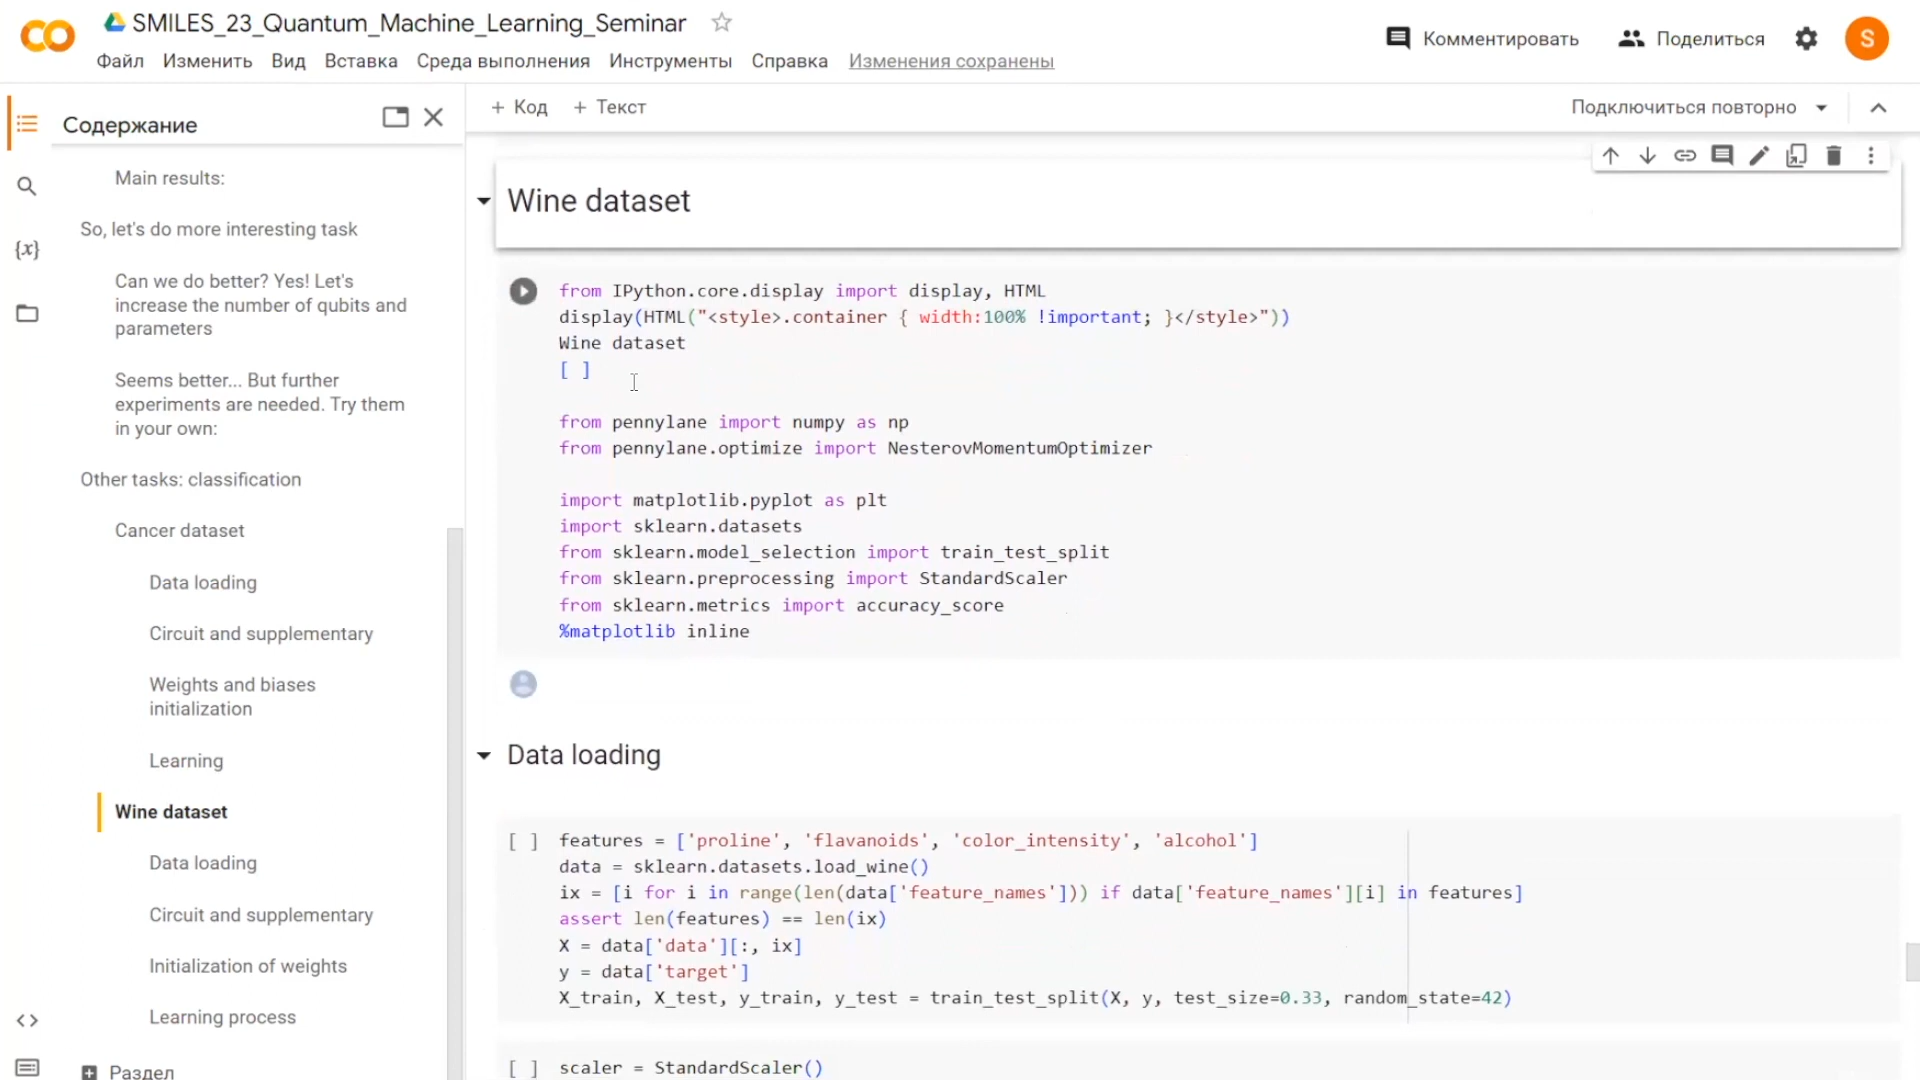 SMILES_23_Quantum_Machine_Learning_Seminar
Файл Изменить Вид Вставка Среда выполнения Инструменты Справка Изменения сохранены
Комментировать
Поделиться
S
Содержание
Main results:
So, let's do more interesting task
Can we do better? Yes! Let's
increase the number of qubits and
parameters
Seems better... But further
experiments are needed. Try them
in your own:
Other tasks: classification
Cancer dataset
Data loading
Circuit and supplementary
Weights and biases
initialization
Learning
Wine dataset
Data loading
Circuit and supplementary
Initialization of weights
Learning process
Раздел
{x}
+ Код + Текст
Подключиться повторно
Wine dataset
from IPython.core.display import display, HTML
display(HTML("<style>.container { width:100% !important; }</style>"))
Wine dataset
[ ]
from pennylane import numpy as np
from pennylane.optimize import NesterovMomentumOptimizer
import matplotlib.pyplot as plt
import sklearn.datasets
from sklearn.model_selection import train_test_split
from sklearn.preprocessing import StandardScaler
from sklearn.metrics import accuracy_score
%matplotlib inline
Data loading
[ ] features = ['proline', 'flavanoids', 'color_intensity', 'alcohol']
data = sklearn.datasets.load_wine()
ix = [i for i in range(len(data['feature_names'])) if data['feature_names'][i] in features]
assert len(features) == len(ix)
X = data['data'][:, ix]
y = data['target']
X_train, X_test, y_train, y_test = train_test_split(X, y, test_size=0.33, random_state=42)
[ ] scaler = StandardScaler()